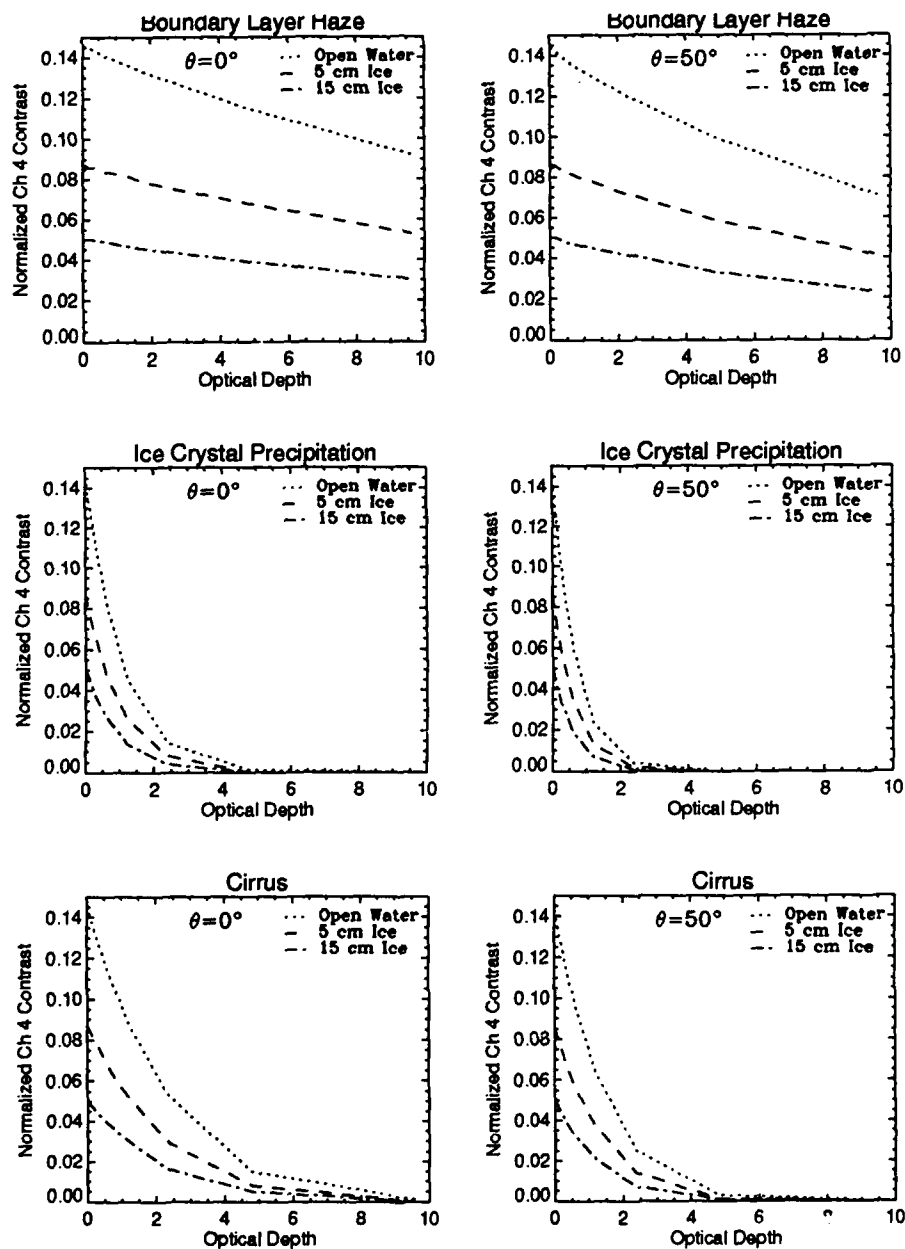 Boundary Layer Haze
θ=0°
Open Water
5 cm Ice
15 cm Ice
Normalized Ch 4 Contrast
0.14
0.12
0.10
0.08
0.06
0.04
0.02
0.00
0 2 4 6 8 10
Optical Depth
Boundary Layer Haze
θ=50°
Open Water
5 cm Ice
15 cm Ice
Normalized Ch 4 Contrast
0.14
0.12
0.10
0.08
0.06
0.04
0.02
0.00
0 2 4 6 8 10
Optical Depth
Ice Crystal Precipitation
θ=0°
Open Water
5 cm Ice
15 cm Ice
Normalized Ch 4 Contrast
0.14
0.12
0.10
0.08
0.06
0.04
0.02
0.00
0 2 4 6 8 10
Optical Depth
Ice Crystal Precipitation
θ=50°
Open Water
5 cm Ice
15 cm Ice
Normalized Ch 4 Contrast
0.14
0.12
0.10
0.08
0.06
0.04
0.02
0.00
0 2 4 6 8 10
Optical Depth
Cirrus
θ=0°
Open Water
5 cm Ice
15 cm Ice
Normalized Ch 4 Contrast
0.14
0.12
0.10
0.08
0.06
0.04
0.02
0.00
0 2 4 6 8 10
Optical Depth
Cirrus
θ=50°
Open Water
5 cm Ice
15 cm Ice
Normalized Ch 4 Contrast
0.14
0.12
0.10
0.08
0.06
0.04
0.02
0.00
0 2 4 6 8 10
Optical Depth